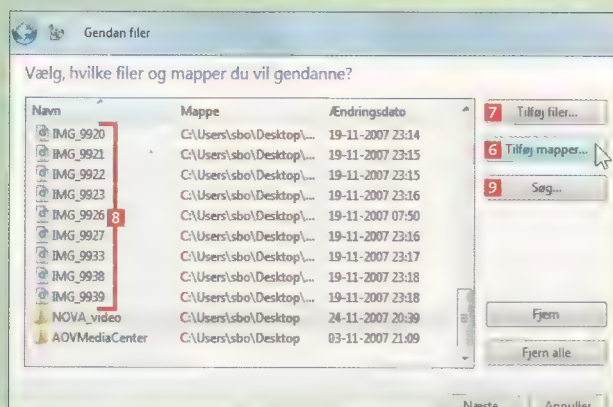 Gendan filer
Vælg, hvilke filer og mapper du vil gendanne?
Navn Mappe Ændringsdato
IMG_9920 C:\Users\sbo\Desktop\... 19-11-2007 23:14
IMG_9921 C:\Users\sbo\Desktop\... 19-11-2007 23:15
IMG_9922 C:\Users\sbo\Desktop\... 19-11-2007 23:15
IMG_9923 C:\Users\sbo\Desktop\... 19-11-2007 23:16
IMG_9926 C:\Users\sbo\Desktop\... 19-11-2007 07:50
IMG_9927 C:\Users\sbo\Desktop\... 19-11-2007 23:16
IMG_9933 C:\Users\sbo\Desktop\... 19-11-2007 23:17
IMG_9938 C:\Users\sbo\Desktop\... 19-11-2007 23:18
IMG_9939 C:\Users\sbo\Desktop\... 19-11-2007 23:18
NOVA_video C:\Users\sbo\Desktop 24-11-2007 20:39
AOVMediaCenter C:\Users\sbo\Desktop 03-11-2007 21:09
8
7 Tilføj filer...
6 Tilføj mapper...
9 Søg...
Fjern
Fjern alle
Næste Annuller